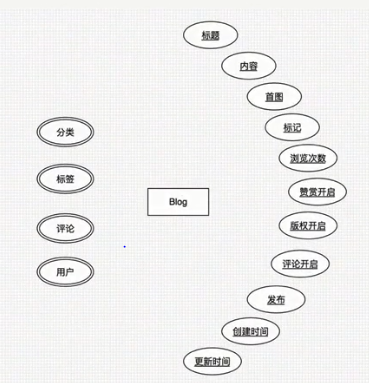 标题
内容
首图
标记
浏览次数
赞赏开启
版权开启
评论开启
发布
创建时间
更新时间
分类
标签
评论
用户
Blog